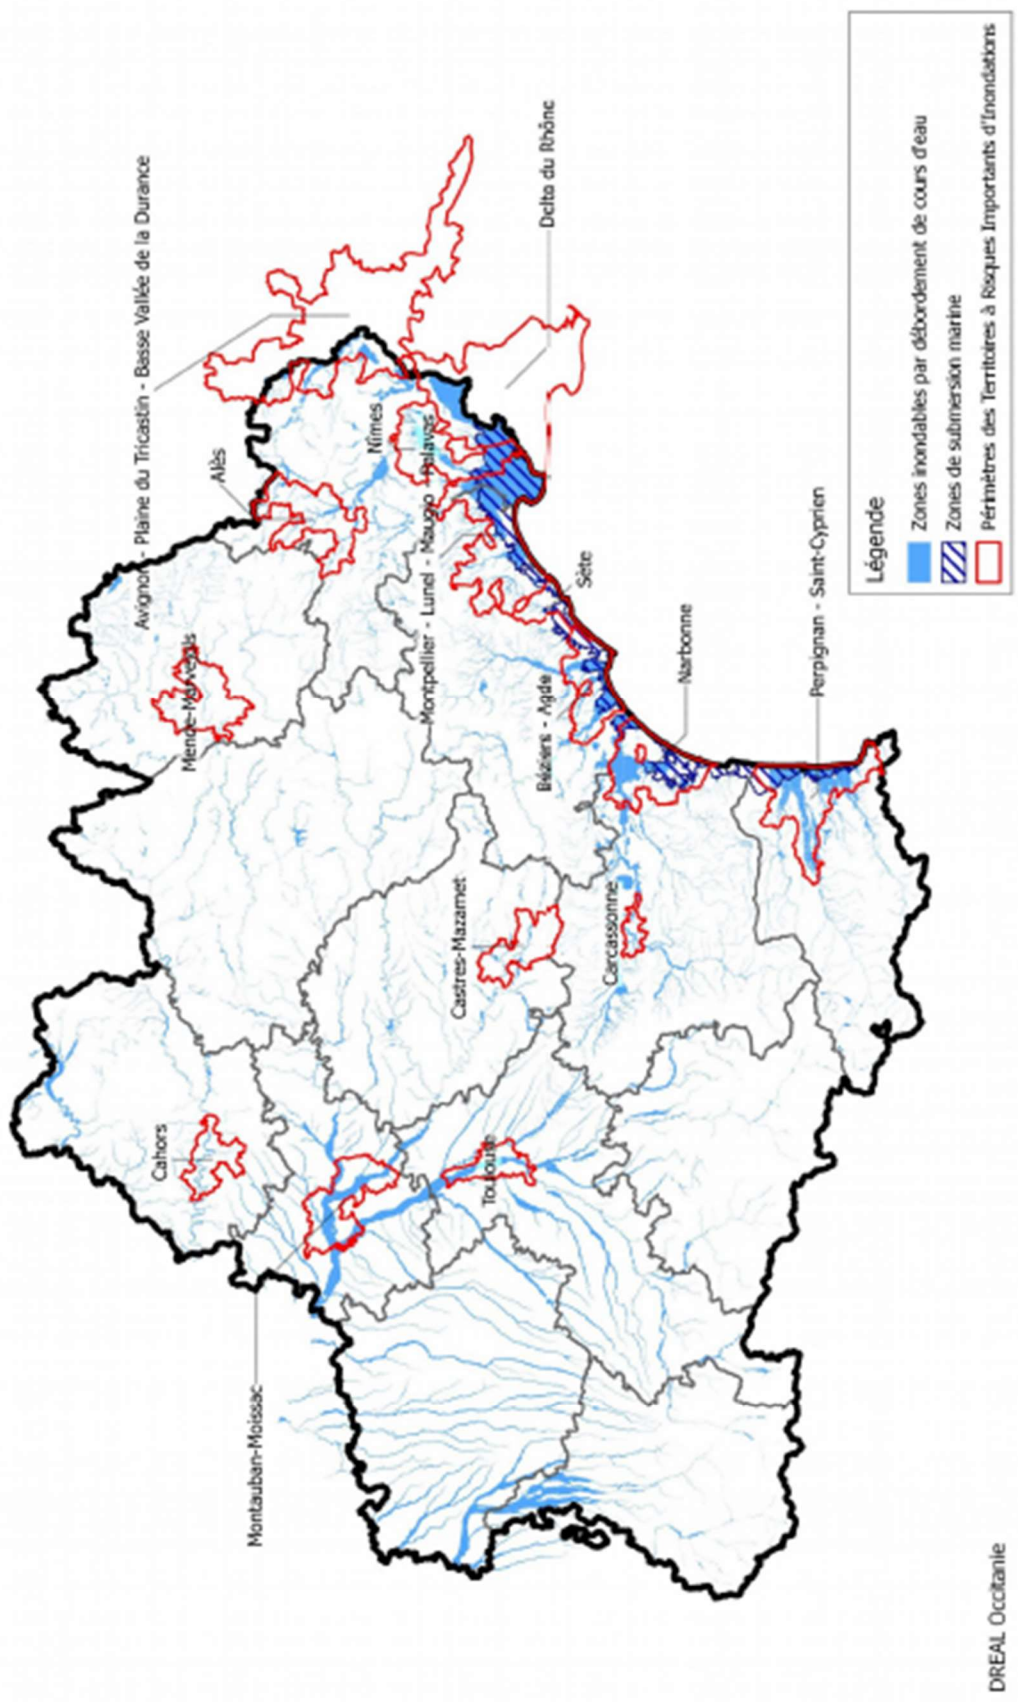 Avignon - Plaine du Tricastin - Basse Vallée de la Durance
Alès
Mende-Marvejols
Nîmes
Delta du Rhône
Cahors
Montauban-Moissac
Montpellier - Lunel - Mauguio - Palavas
Castres-Mazamet
Toulouse
Sète
Béziers - Agde
Carcassonne
Narbonne
Perpignan - Saint-Cyprien
Légende
Zones inondables par débordement de cours d'eau
Zones de submersion marine
Périmètres des Territoires à Risques Importants d'Inondations
DREAL Occitanie